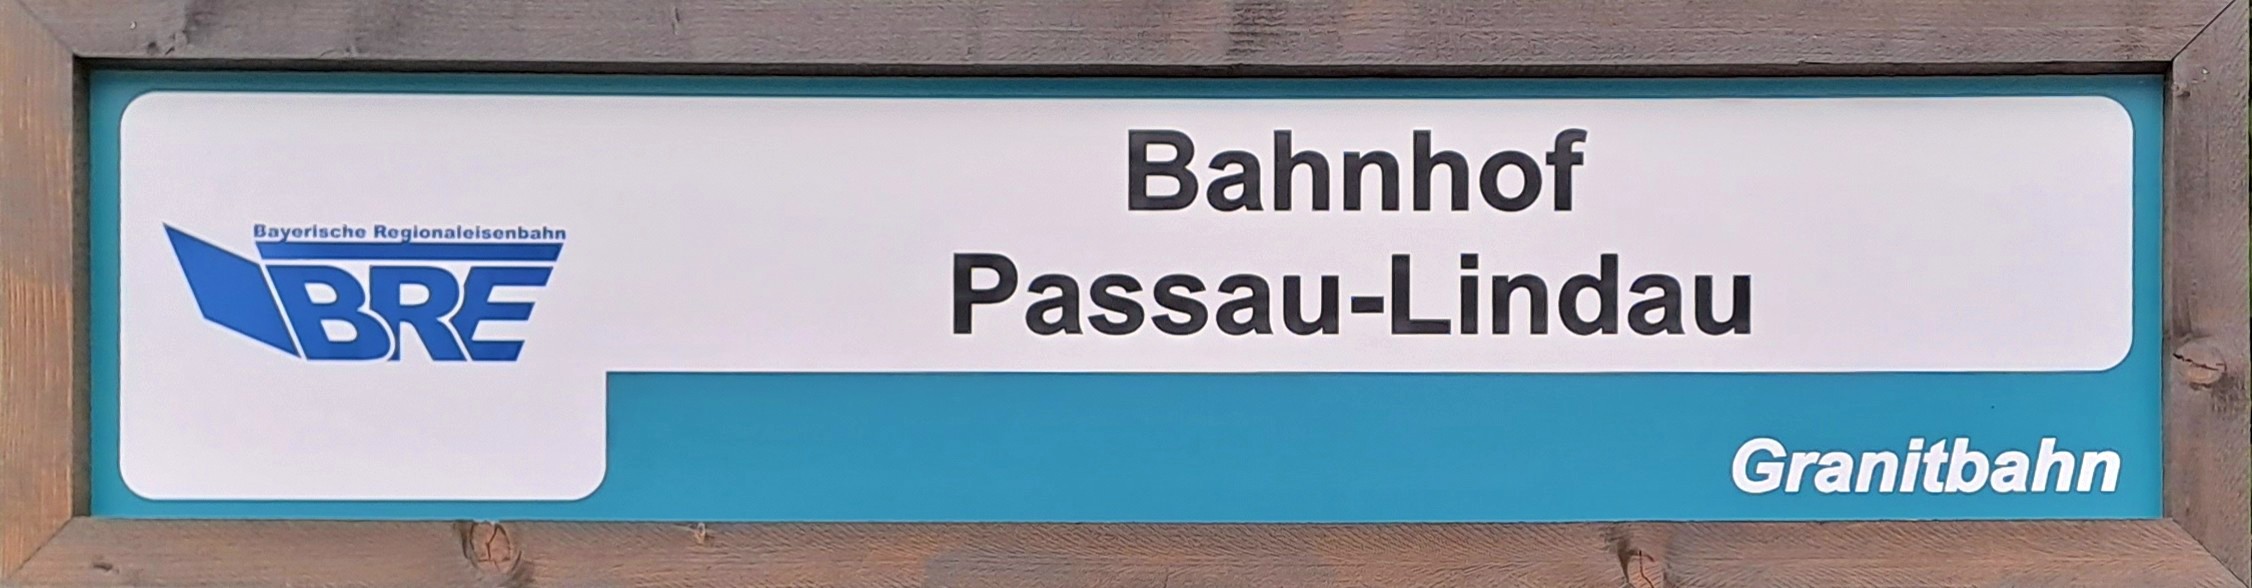 Bahnhof
Passau-Lindau
Bayerische Regionaleisenbahn
BRE
Granitbahn